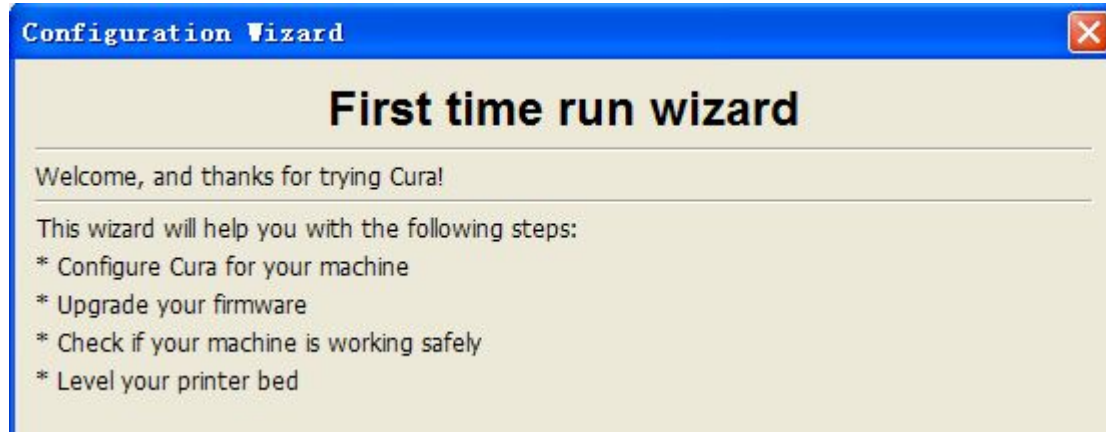 Configuration Wizard
First time run wizard
Welcome, and thanks for trying Cura!
This wizard will help you with the following steps:
* Configure Cura for your machine
* Upgrade your firmware
* Check if your machine is working safely
* Level your printer bed